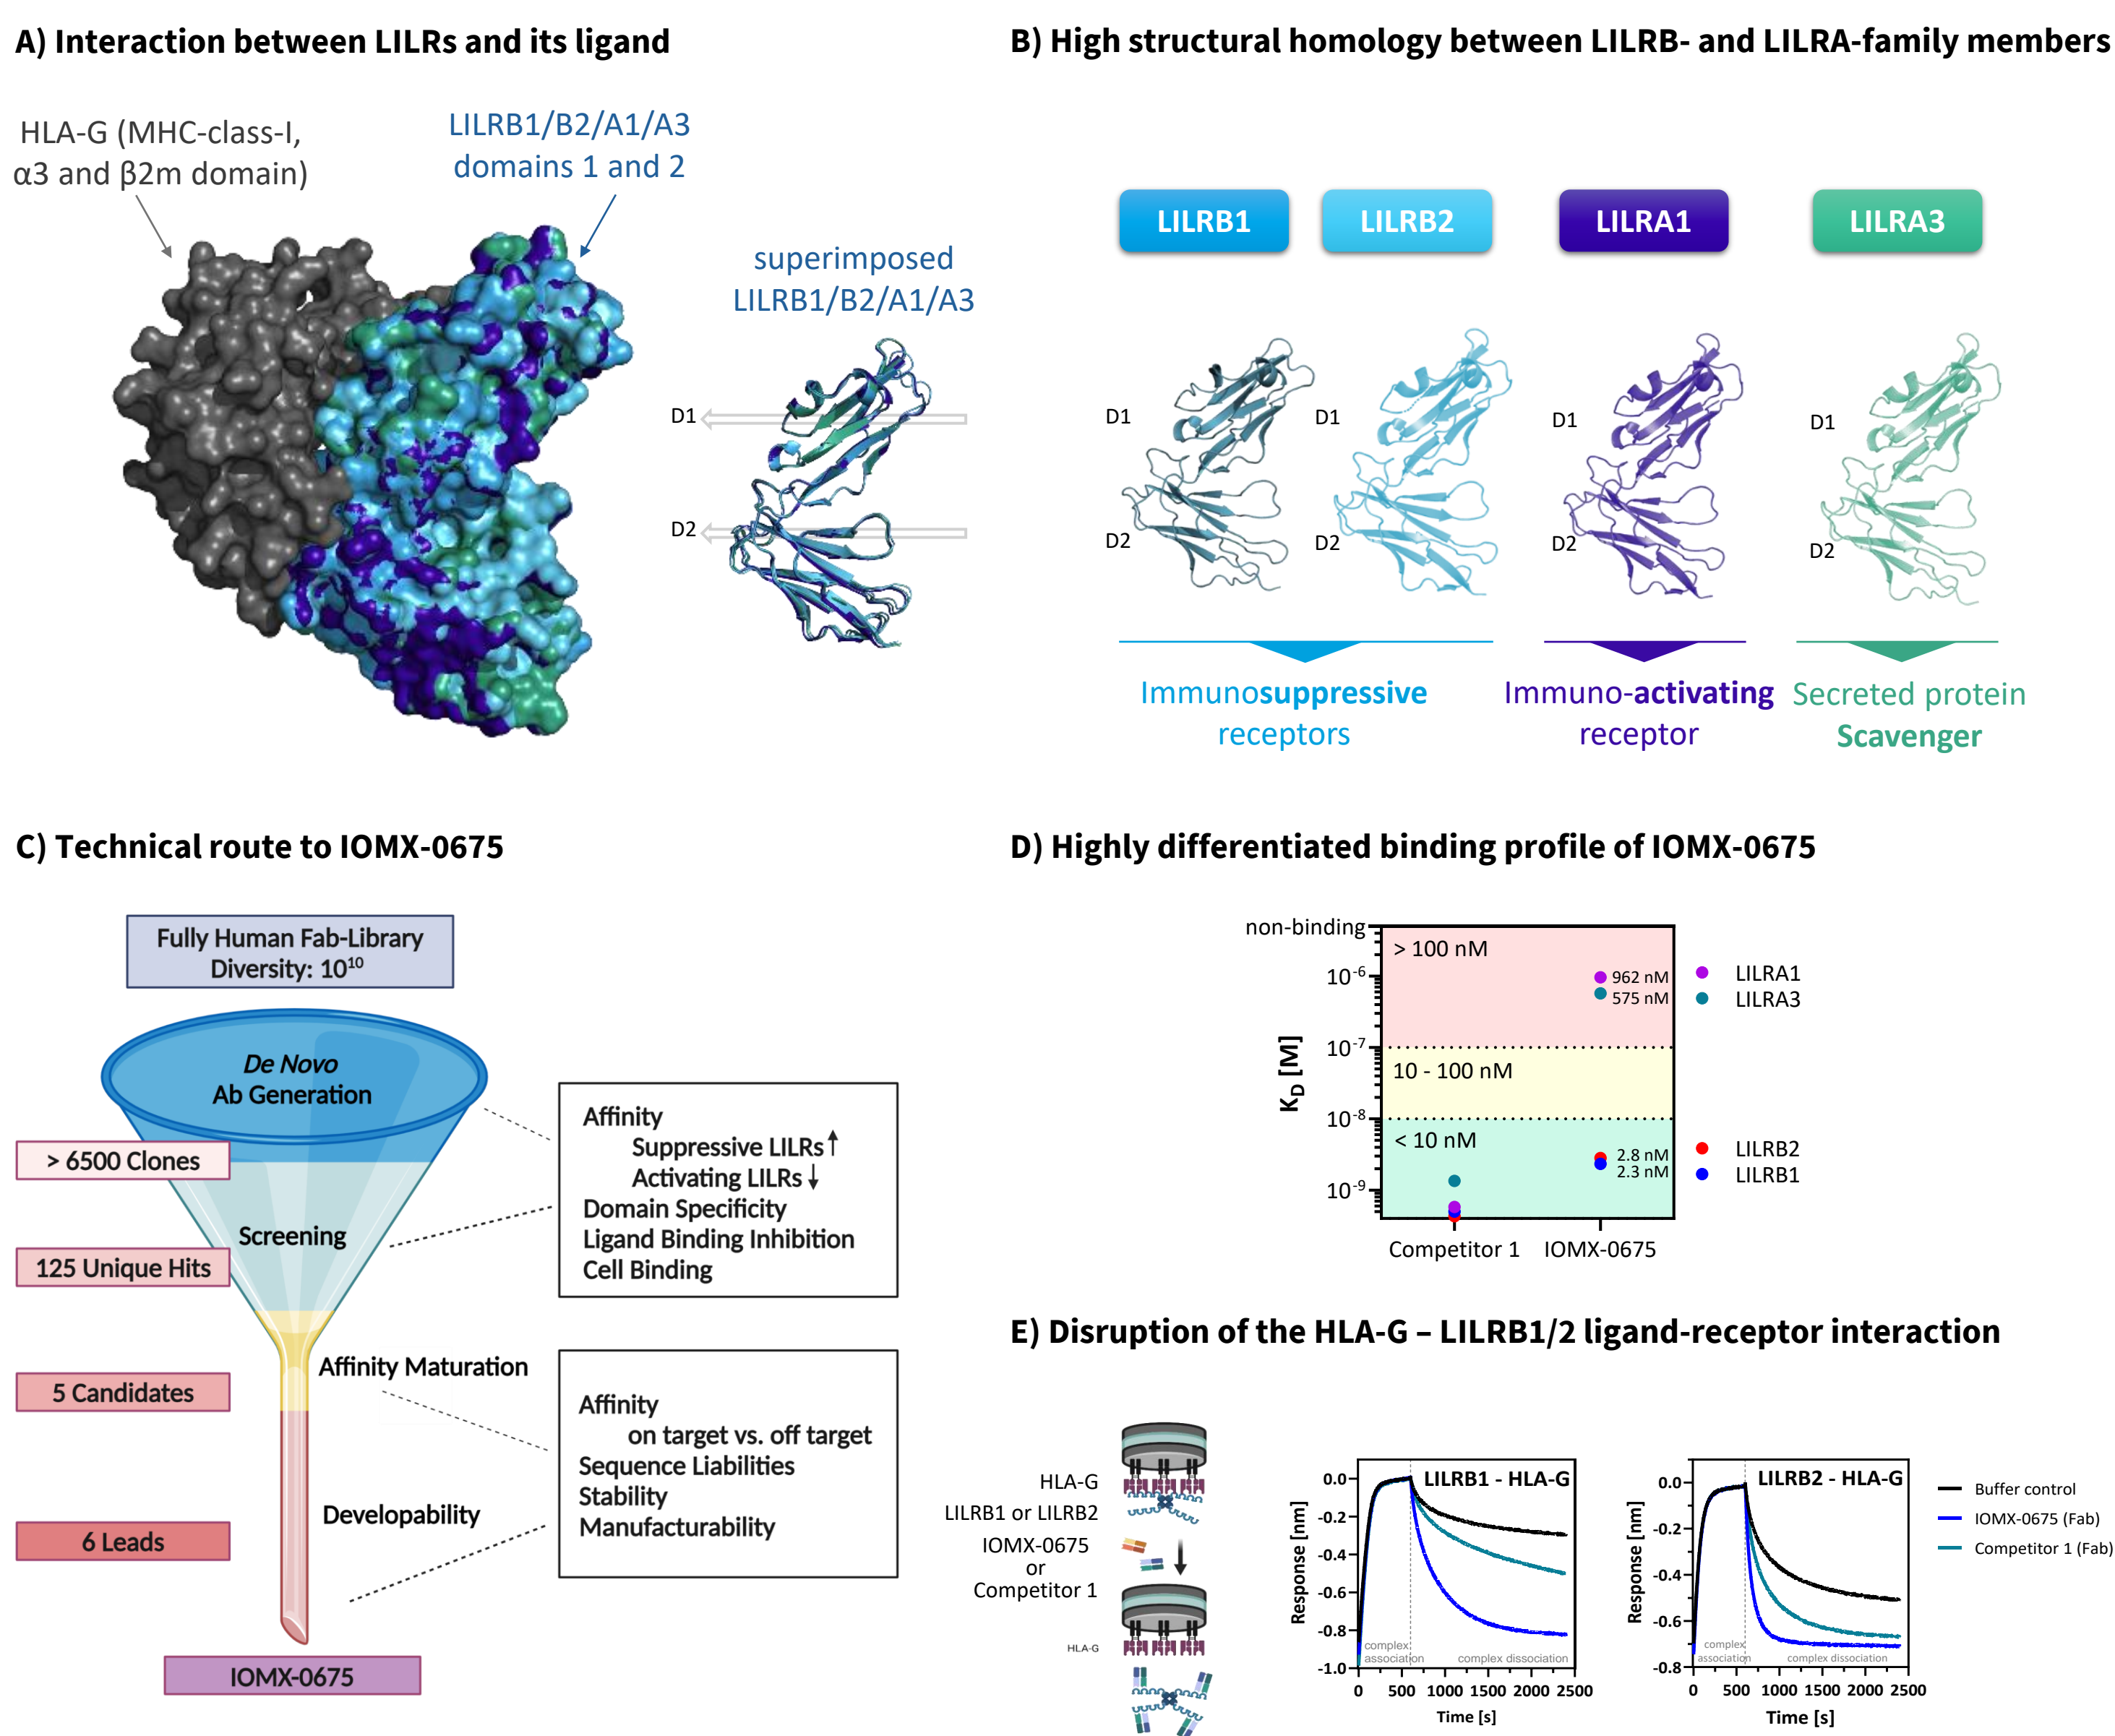 A) Interaction between LILRs and its ligand
HLA-G (MHC-class-I,
α3 and β2m domain)
LILRB1/B2/A1/A3
domains 1 and 2
superimposed
LILRB1/B2/A1/A3
D1
D2
B) High structural homology between LILRB- and LILRA-family members
LILRB1
LILRB2
LILRA1
LILRA3
D1
D1
D1
D1
D2
D2
D2
D2
Immunosuppressive
receptors
Immuno-activating
receptor
Secreted protein
Scavenger
C) Technical route to IOMX-0675
Fully Human Fab-Library
Diversity: 10¹⁰
De Novo
Ab Generation
> 6500 Clones
Screening
125 Unique Hits
Affinity Maturation
5 Candidates
Developability
6 Leads
IOMX-0675
Affinity
Suppressive LILRs↑
Activating LILRs↓
Domain Specificity
Ligand Binding Inhibition
Cell Binding
Affinity
on target vs. off target
Sequence Liabilities
Stability
Manufacturability
D) Highly differentiated binding profile of IOMX-0675
non-binding
10⁻⁶
10⁻⁷
10⁻⁸
10⁻⁹
K_D [M]
> 100 nM
962 nM
575 nM
10 - 100 nM
< 10 nM
2.8 nM
2.3 nM
Competitor 1
IOMX-0675
LILRA1
LILRA3
LILRB2
LILRB1
E) Disruption of the HLA-G – LILRB1/2 ligand-receptor interaction
HLA-G
LILRB1 or LILRB2
IOMX-0675
or
Competitor 1
HLA-G
LILRB1 - HLA-G
Response [nm]
0.0
-0.2
-0.4
-0.6
-0.8
-1.0
complex
association
complex dissociation
0 500 1000 1500 2000 2500
Time [s]
LILRB2 - HLA-G
Response [nm]
0.0
-0.2
-0.4
-0.6
-0.8
complex
association
complex dissociation
0 500 1000 1500 2000 2500
Time [s]
Buffer control
IOMX-0675 (Fab)
Competitor 1 (Fab)